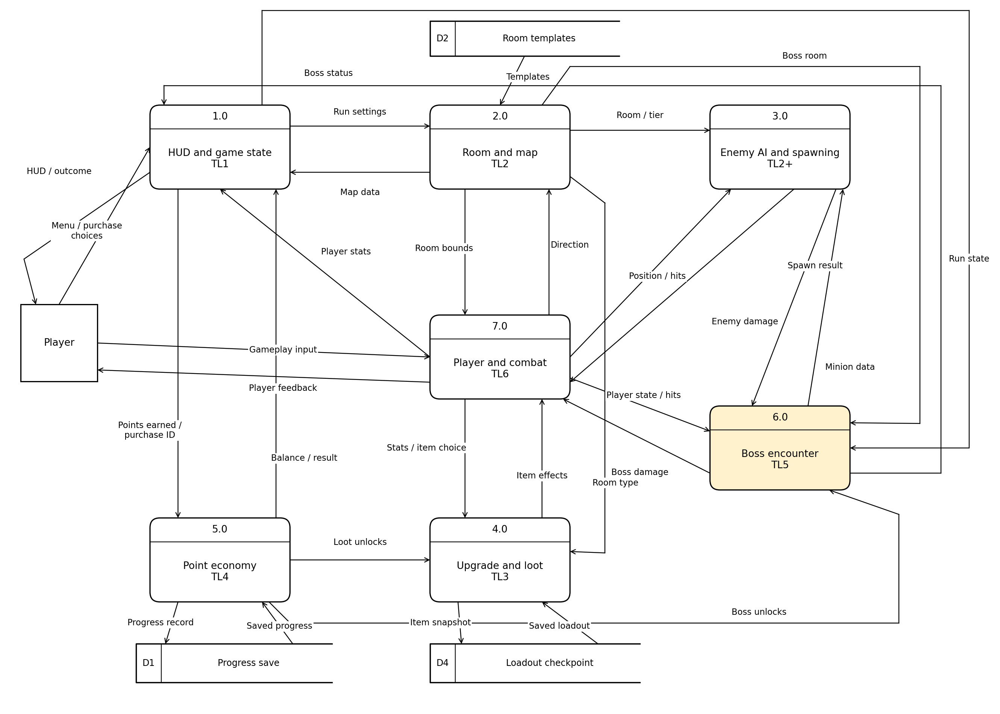 D2
Room templates
Boss room
Boss status
Templates
Run settings
Room / tier
1.0
HUD and game state
TL1
2.0
Room and map
TL2
3.0
Enemy AI and spawning
TL2+
HUD / outcome
Map data
Menu / purchase
choices
Player stats
Room bounds
Direction
Position / hits
Spawn result
Run state
Player
7.0
Player and combat
TL6
Enemy damage
Gameplay input
Minion data
Player feedback
Player state / hits
Points earned /
purchase ID
Stats / item choice
Balance / result
Item effects
Boss damage
Room type
6.0
Boss encounter
TL5
5.0
Point economy
TL4
Loot unlocks
4.0
Upgrade and loot
TL3
Boss unlocks
Progress record
Saved progress
Item snapshot
Saved loadout
D1
Progress save
D4
Loadout checkpoint